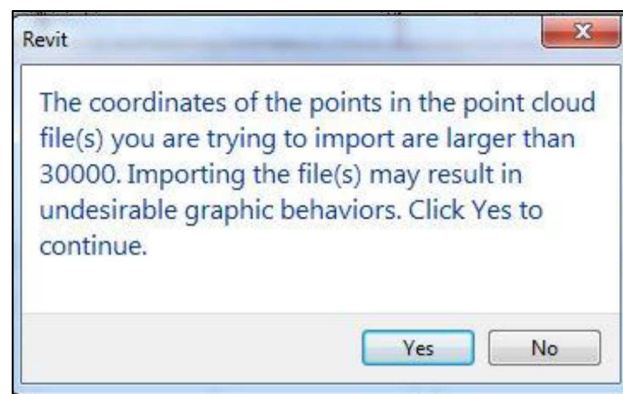 Revit
The coordinates of the points in the point cloud
file(s) you are trying to import are larger than
30000. Importing the file(s) may result in
undesirable graphic behaviors. Click Yes to
continue.
Yes
No